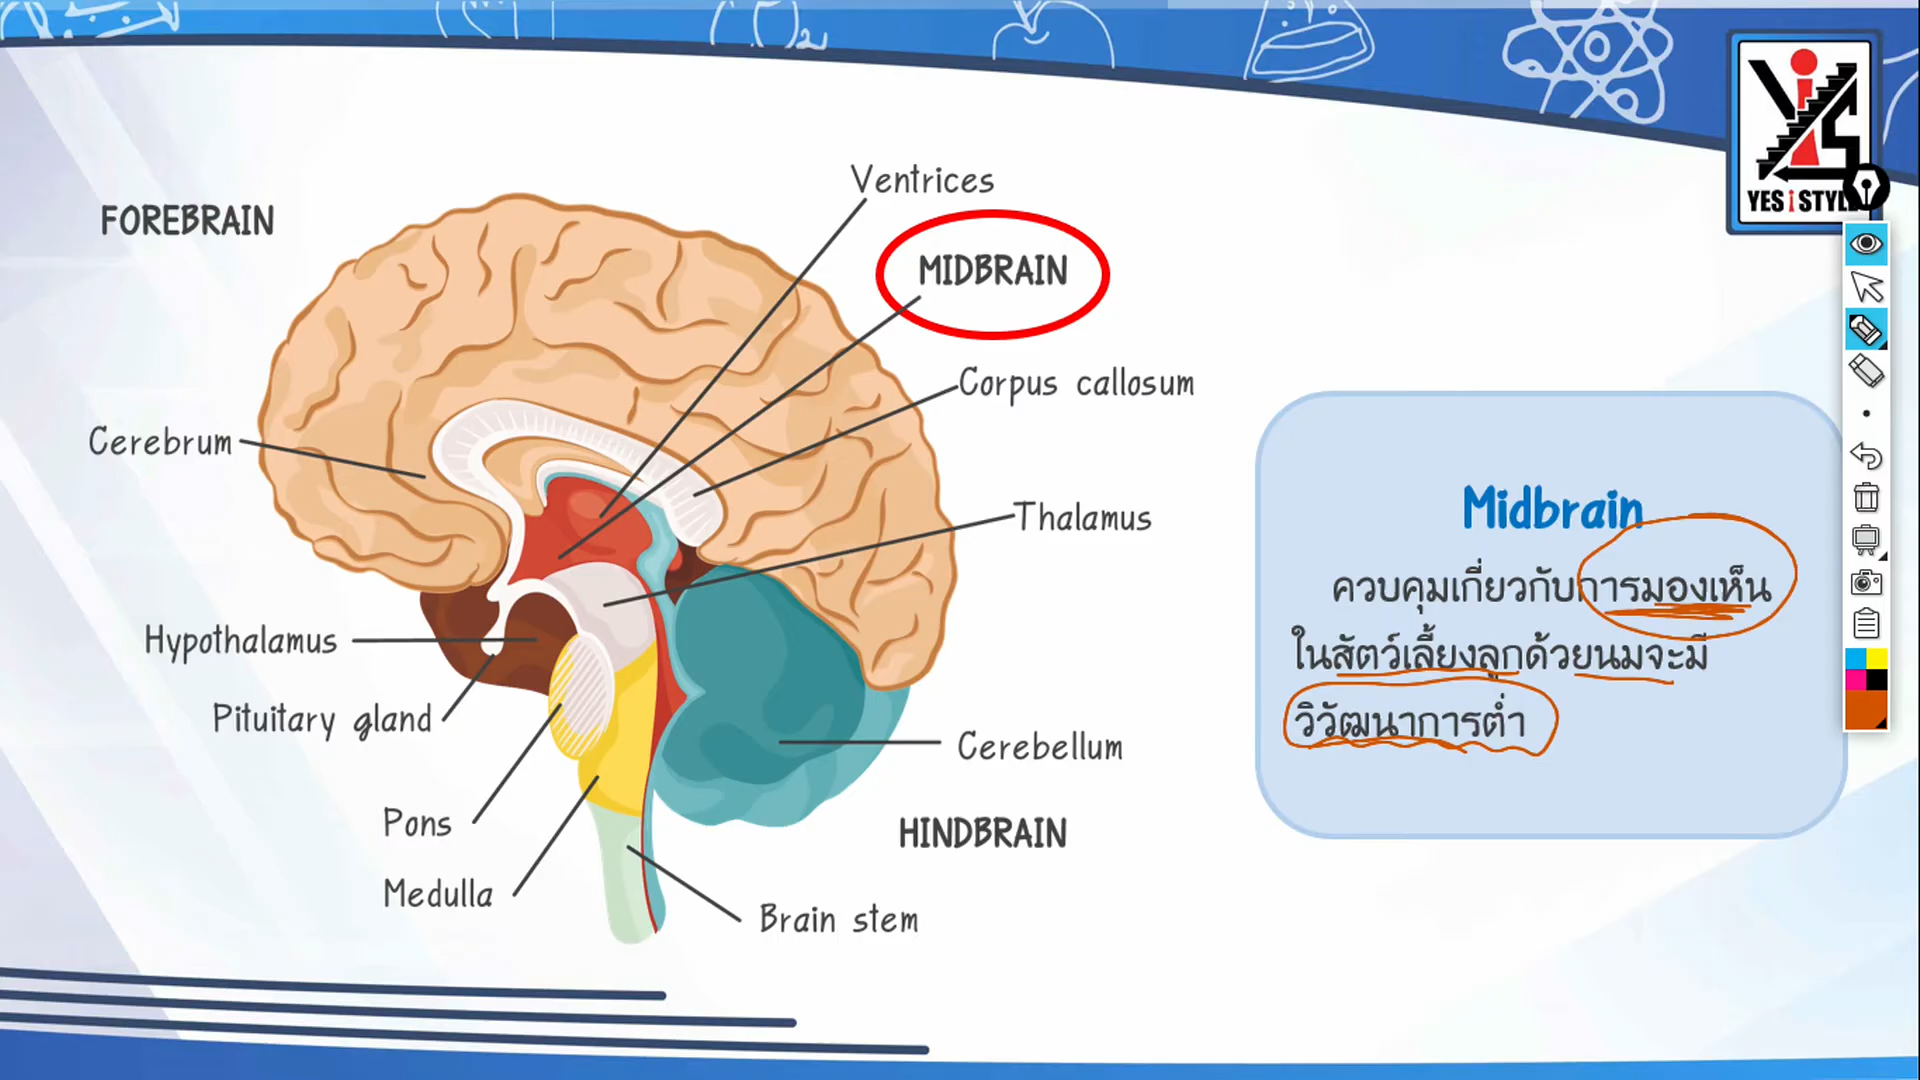 Ventrices
FOREBRAIN
MIDBRAIN
Corpus callosum
Cerebrum
Thalamus
Hypothalamus
Pituitary gland
Cerebellum
Pons
HINDBRAIN
Medulla
Brain stem
Midbrain
ควบคุมเกี่ยวกับการมองเห็น
ในสัตว์เลี้ยงลูกด้วยนมจะมี
วิวัฒนาการต่ำ
YiS
YES i STYLE
O2